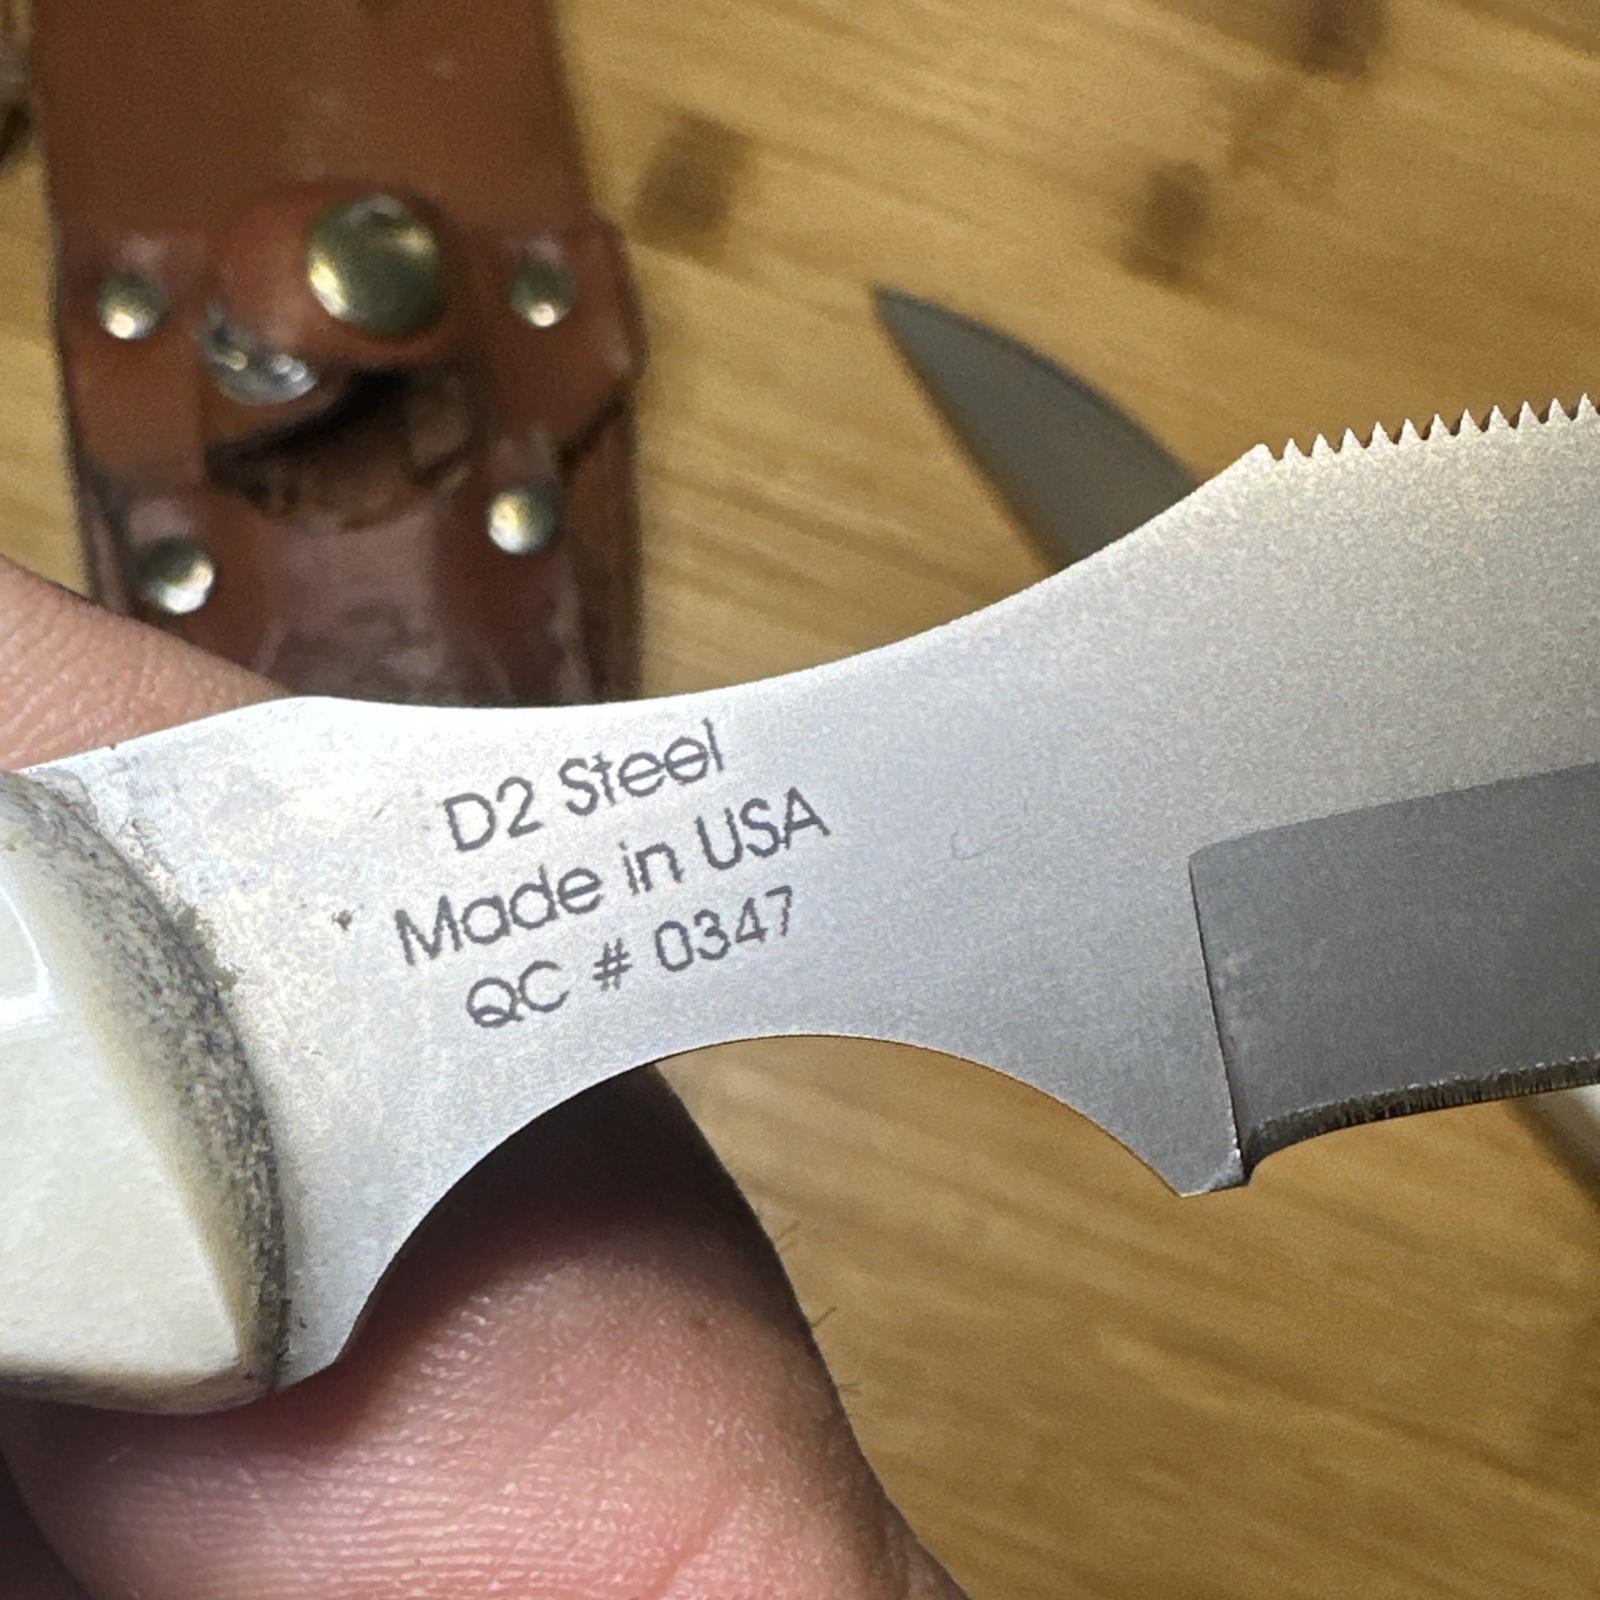 D2 Steel
Made in USA
QC # 0347